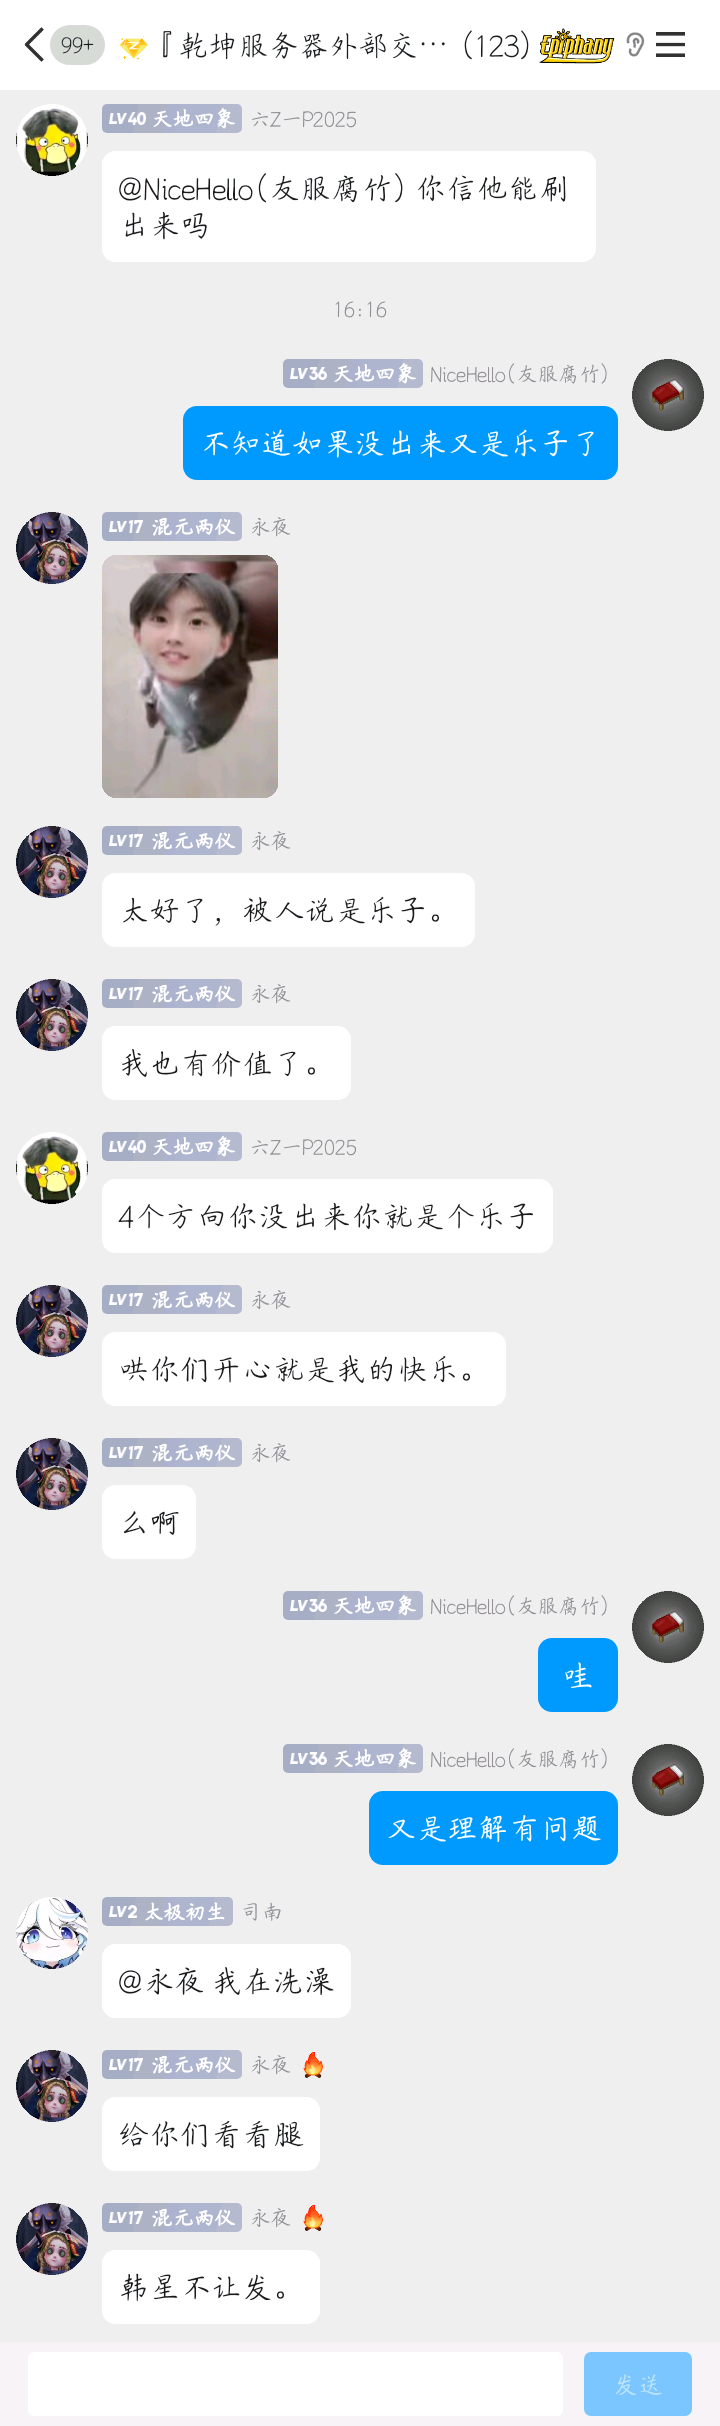 99+
『乾坤服务器外部交… (123)
Epiphany
LV40 天地四象 六Z一P2025
@NiceHello(友服腐竹) 你信他能刷
出来吗
16:16
LV36 天地四象 NiceHello(友服腐竹)
不知道如果没出来又是乐子了
LV17 混元两仪 永夜
LV17 混元两仪 永夜
太好了，被人说是乐子。
LV17 混元两仪 永夜
我也有价值了。
LV40 天地四象 六Z一P2025
4个方向你没出来你就是个乐子
LV17 混元两仪 永夜
哄你们开心就是我的快乐。
LV17 混元两仪 永夜
么啊
LV36 天地四象 NiceHello(友服腐竹)
哇
LV36 天地四象 NiceHello(友服腐竹)
又是理解有问题
LV2 太极初生 司南
@永夜 我在洗澡
LV17 混元两仪 永夜
给你们看看腿
LV17 混元两仪 永夜
韩星不让发。
发送